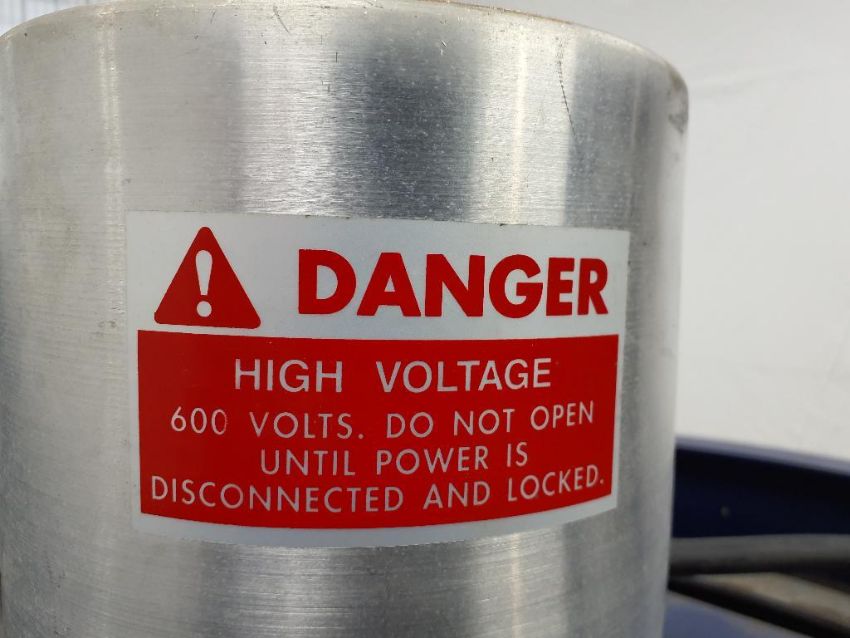 DANGER
HIGH VOLTAGE
600 VOLTS. DO NOT OPEN
UNTIL POWER IS
DISCONNECTED AND LOCKED.